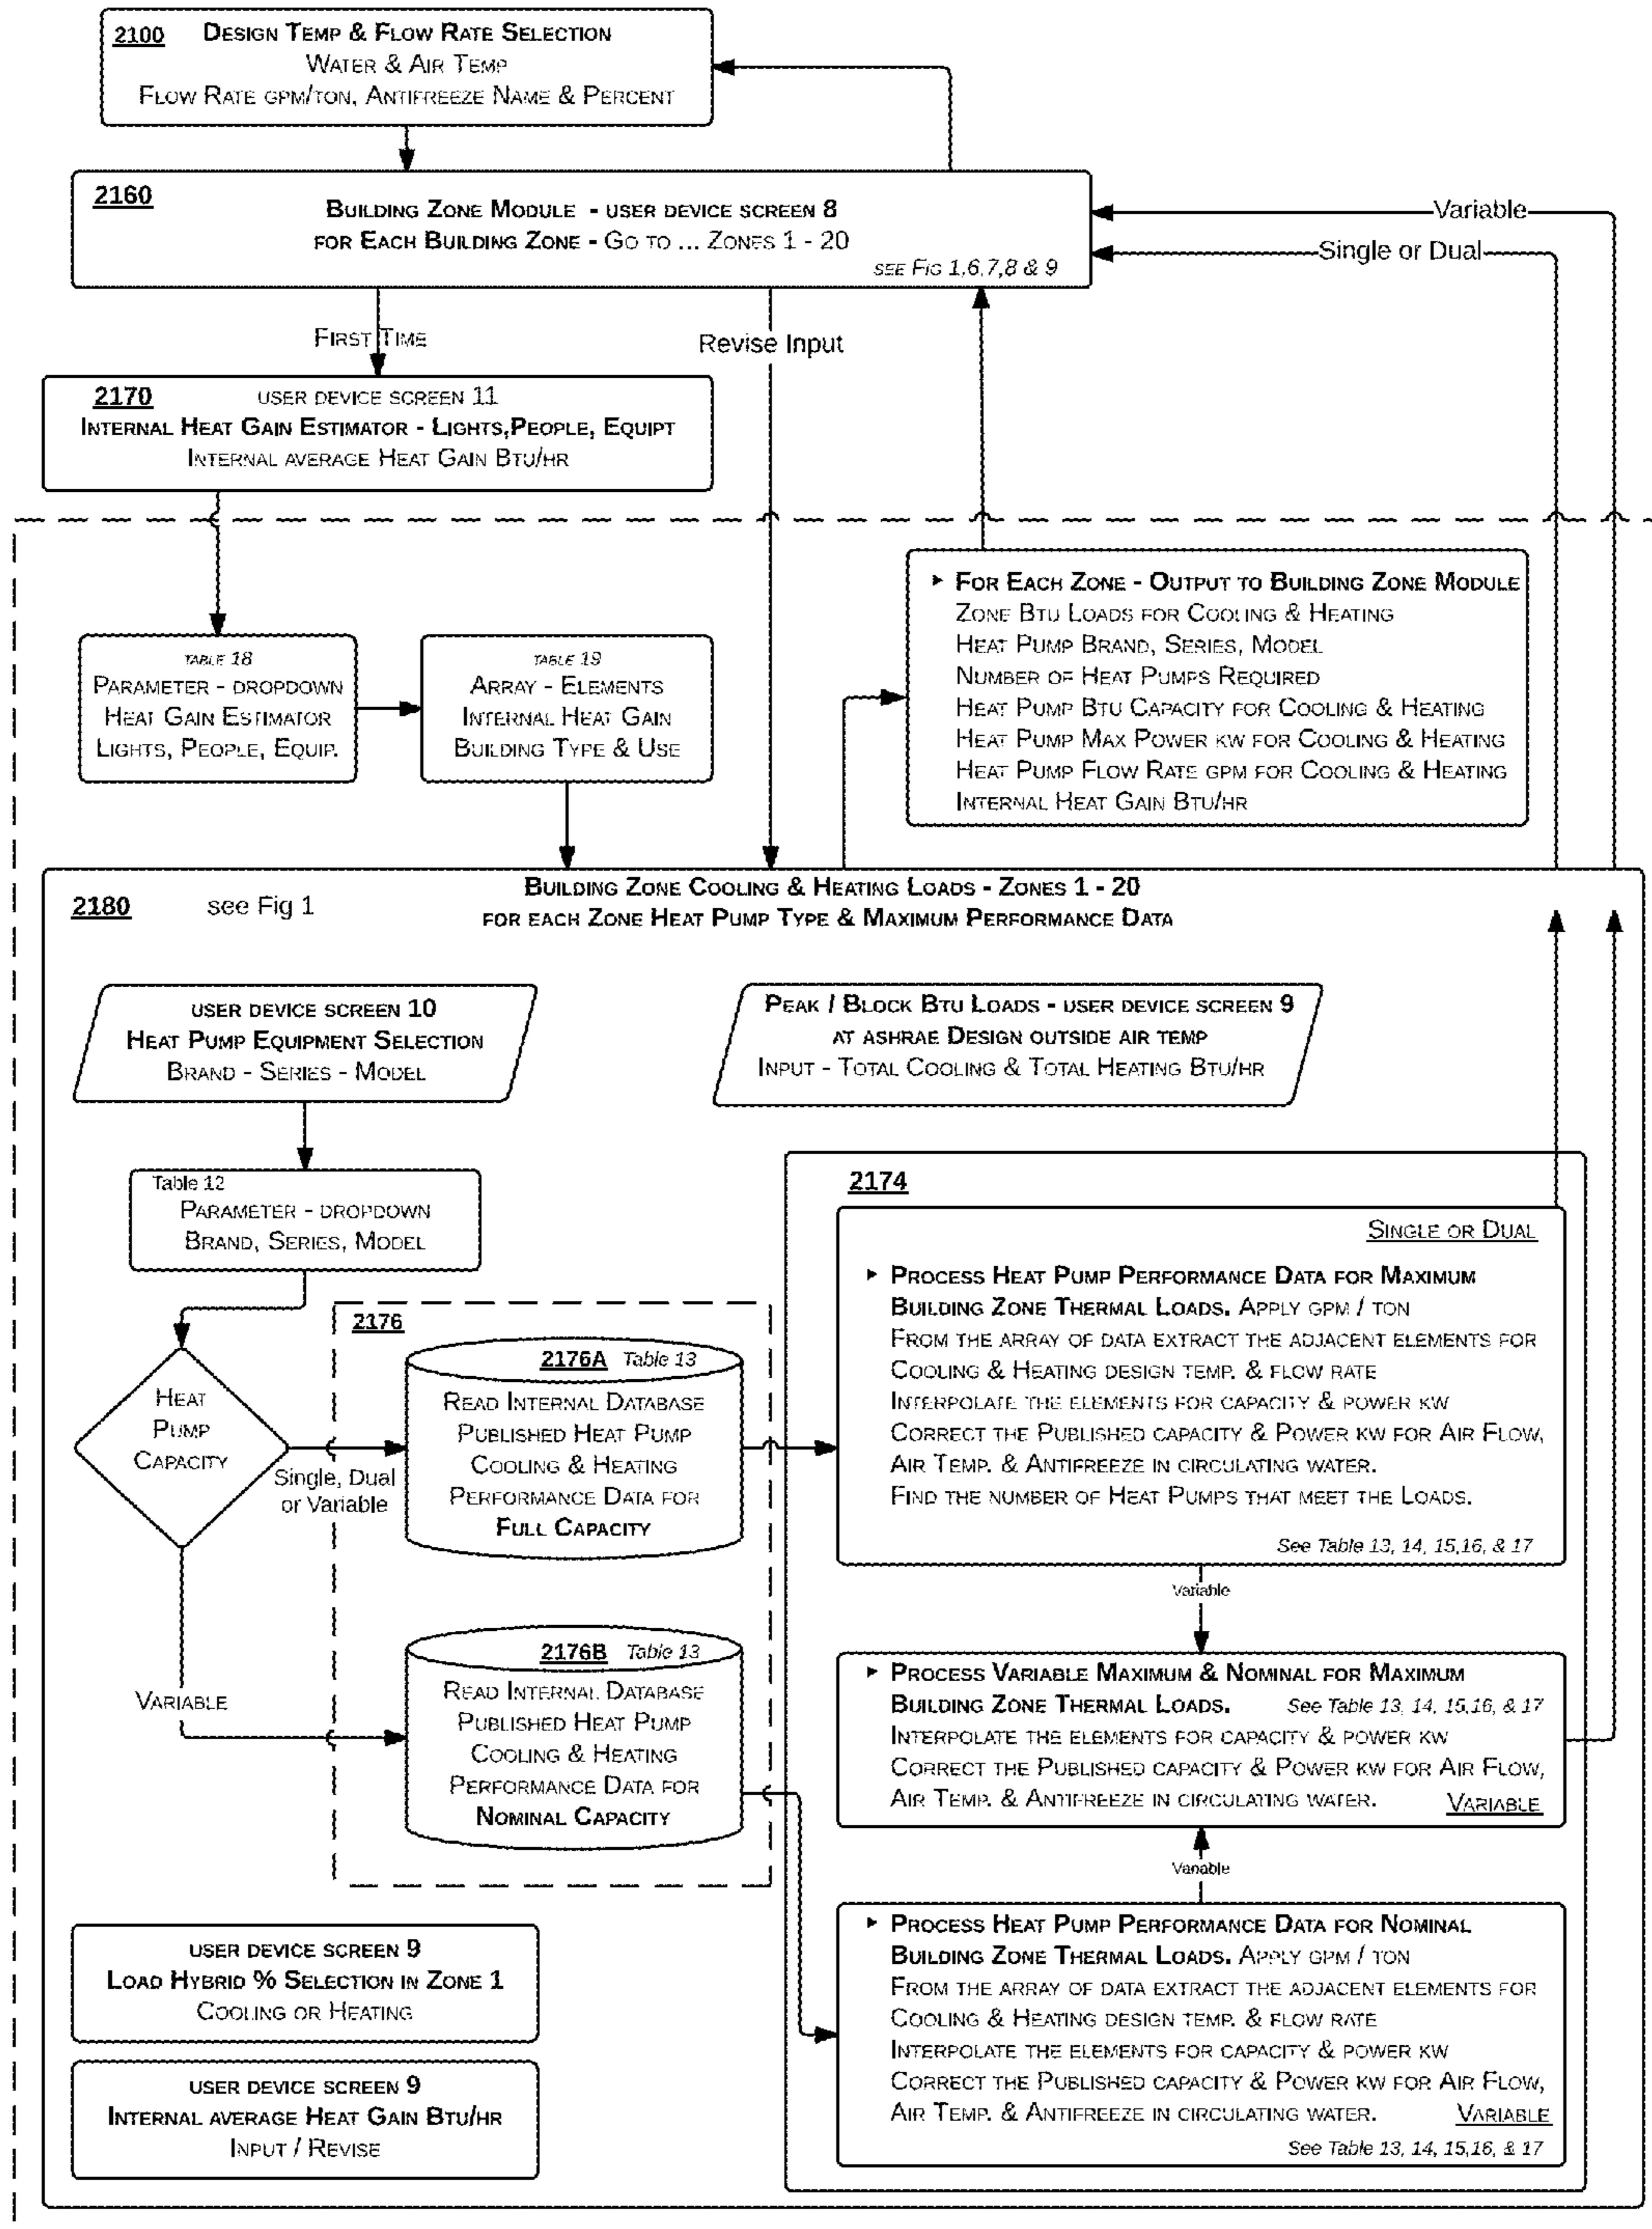 2100 Design Temp & Flow Rate Selection
Water & Air Temp
Flow Rate gpm/ton, Antifreeze Name & Percent
2160
Building Zone Module - user device screen 8
for Each Building Zone - Go to ... Zones 1 - 20
see Fig 1,6,7,8 & 9
Variable
Single or Dual
First Time
Revise Input
2170 user device screen 11
Internal Heat Gain Estimator - Lights,People, Equipt
Internal average Heat Gain Btu/hr
Table 18
Parameter - dropdown
Heat Gain Estimator
Lights, People, Equip.
Table 19
Array - Elements
Internal Heat Gain
Building Type & Use
For Each Zone - Output to Building Zone Module
Zone Btu Loads for Cooling & Heating
Heat Pump Brand, Series, Model
Number of Heat Pumps Required
Heat Pump Btu Capacity for Cooling & Heating
Heat Pump Max Power kw for Cooling & Heating
Heat Pump Flow Rate gpm for Cooling & Heating
Internal Heat Gain Btu/hr
2180 see Fig 1
Building Zone Cooling & Heating Loads - Zones 1 - 20
for each Zone Heat Pump Type & Maximum Performance Data
user device screen 10
Heat Pump Equipment Selection
Brand - Series - Model
Peak / Block Btu Loads - user device screen 9
at ashrae Design outside air temp
Input - Total Cooling & Total Heating Btu/hr
Table 12
Parameter - dropdown
Brand, Series, Model
Heat
Pump
Capacity
Single, Dual
or Variable
Variable
2176
2176A Table 13
Read Internal Database
Published Heat Pump
Cooling & Heating
Performance Data for
Full Capacity
2176B Table 13
Read Internal Database
Published Heat Pump
Cooling & Heating
Performance Data for
Nominal Capacity
2174
Single or Dual
Process Heat Pump Performance Data for Maximum
Building Zone Thermal Loads. Apply gpm / ton
From the array of data extract the adjacent elements for
Cooling & Heating design temp. & flow rate
Interpolate the elements for capacity & power kw
Correct the Published capacity & Power kw for Air Flow,
Air Temp. & Antifreeze in circulating water.
Find the number of Heat Pumps that meet the Loads.
See Table 13, 14, 15,16, & 17
Variable
Process Variable Maximum & Nominal for Maximum
Building Zone Thermal Loads. See Table 13, 14, 15,16, & 17
Interpolate the elements for capacity & power kw
Correct the Published capacity & Power kw for Air Flow,
Air Temp. & Antifreeze in circulating water. Variable
Variable
Process Heat Pump Performance Data for Nominal
Building Zone Thermal Loads. Apply gpm / ton
From the array of data extract the adjacent elements for
Cooling & Heating design temp. & flow rate
Interpolate the elements for capacity & power kw
Correct the Published capacity & Power kw for Air Flow,
Air Temp. & Antifreeze in circulating water. Variable
See Table 13, 14, 15,16, & 17
user device screen 9
Load Hybrid % Selection in Zone 1
Cooling or Heating
user device screen 9
Internal average Heat Gain Btu/hr
Input / Revise